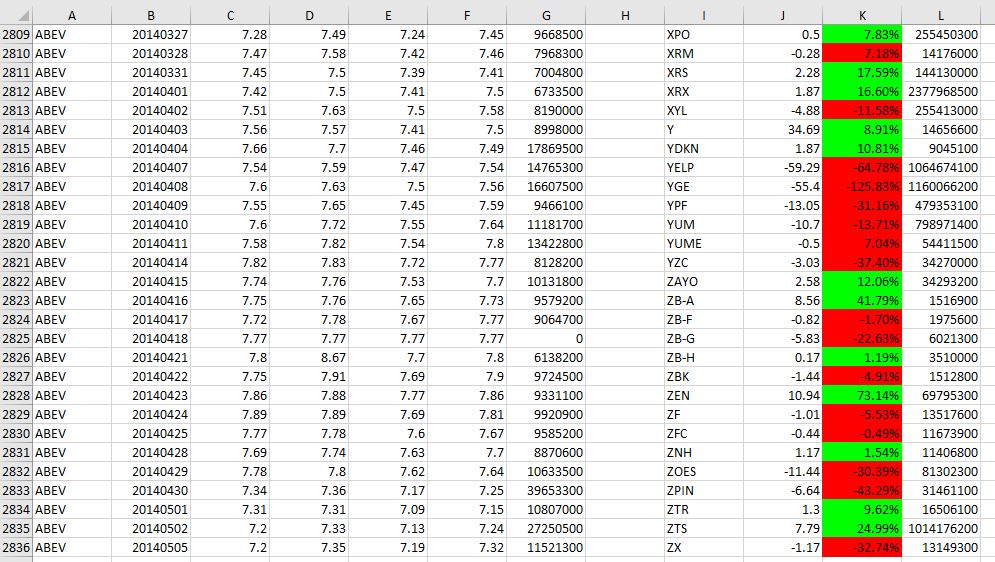 A B C D E F G H I J K L
2809 ABEV 20140327 7.28 7.49 7.24 7.45 9668500 XPO 0.5 7.83% 255450300
2810 ABEV 20140328 7.47 7.58 7.42 7.46 7968300 XRM -0.28 7.18% 14176000
2811 ABEV 20140331 7.45 7.5 7.39 7.41 7004800 XRS 2.28 17.59% 144130000
2812 ABEV 20140401 7.42 7.5 7.41 7.5 6733500 XRX 1.87 16.60% 2377968500
2813 ABEV 20140402 7.51 7.63 7.5 7.58 8190000 XYL -4.88 -11.58% 255413000
2814 ABEV 20140403 7.56 7.57 7.41 7.5 8998000 Y 34.69 8.91% 14656600
2815 ABEV 20140404 7.66 7.7 7.46 7.49 17869500 YDKN 1.87 10.81% 9045100
2816 ABEV 20140407 7.54 7.59 7.47 7.54 14765300 YELP -59.29 -64.78% 1064674100
2817 ABEV 20140408 7.6 7.63 7.5 7.56 16607500 YGE -55.4 -125.83% 1160066200
2818 ABEV 20140409 7.55 7.65 7.45 7.59 9466100 YPF -13.05 -31.16% 479353100
2819 ABEV 20140410 7.6 7.72 7.55 7.64 11181700 YUM -10.7 -13.71% 798971400
2820 ABEV 20140411 7.58 7.82 7.54 7.8 13422800 YUME -0.5 7.04% 54411500
2821 ABEV 20140414 7.82 7.83 7.72 7.77 8128200 YZC -3.03 -37.40% 34270000
2822 ABEV 20140415 7.74 7.76 7.53 7.7 10131800 ZAYO 2.58 12.06% 34293200
2823 ABEV 20140416 7.75 7.76 7.65 7.73 9579200 ZB-A 8.56 41.79% 1516900
2824 ABEV 20140417 7.72 7.78 7.67 7.77 9064700 ZB-F -0.82 -1.70% 1975600
2825 ABEV 20140418 7.77 7.77 7.77 7.77 0 ZB-G -5.83 -22.63% 6021300
2826 ABEV 20140421 7.8 8.67 7.7 7.8 6138200 ZB-H 0.17 1.19% 3510000
2827 ABEV 20140422 7.75 7.91 7.69 7.9 9724500 ZBK -1.44 -4.91% 1512800
2828 ABEV 20140423 7.86 7.88 7.77 7.86 9331100 ZEN 10.94 73.14% 69795300
2829 ABEV 20140424 7.89 7.89 7.69 7.81 9920900 ZF -1.01 -5.53% 13517600
2830 ABEV 20140425 7.77 7.78 7.6 7.67 9585200 ZFC -0.44 -0.49% 11673900
2831 ABEV 20140428 7.69 7.74 7.63 7.7 8870600 ZNH 1.17 1.54% 11406800
2832 ABEV 20140429 7.78 7.8 7.62 7.64 10633500 ZOES -11.44 -30.39% 81302300
2833 ABEV 20140430 7.34 7.36 7.17 7.25 39653300 ZPIN -6.64 -43.29% 31461100
2834 ABEV 20140501 7.31 7.31 7.09 7.15 10807000 ZTR 1.3 9.62% 16506100
2835 ABEV 20140502 7.2 7.33 7.13 7.24 27250500 ZTS 7.79 24.99% 1014176200
2836 ABEV 20140505 7.2 7.35 7.19 7.32 11521300 ZX -1.17 -32.74% 13149300